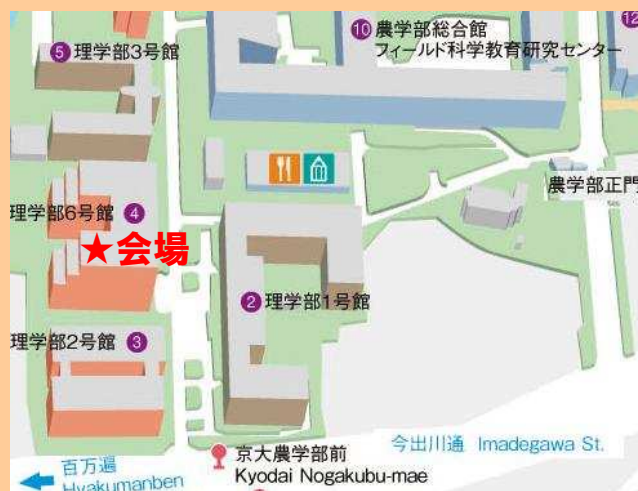 ⑤ 理学部3号館
⑩ 農学部総合館
フィールド科学教育研究センター
⑫
農学部正門
理学部6号館 ④
★会場
② 理学部1号館
理学部2号館 ③
今出川通 Imadegawa St.
京大農学部前
Kyodai Nogakubu-mae
百万遍
Hyakumanben